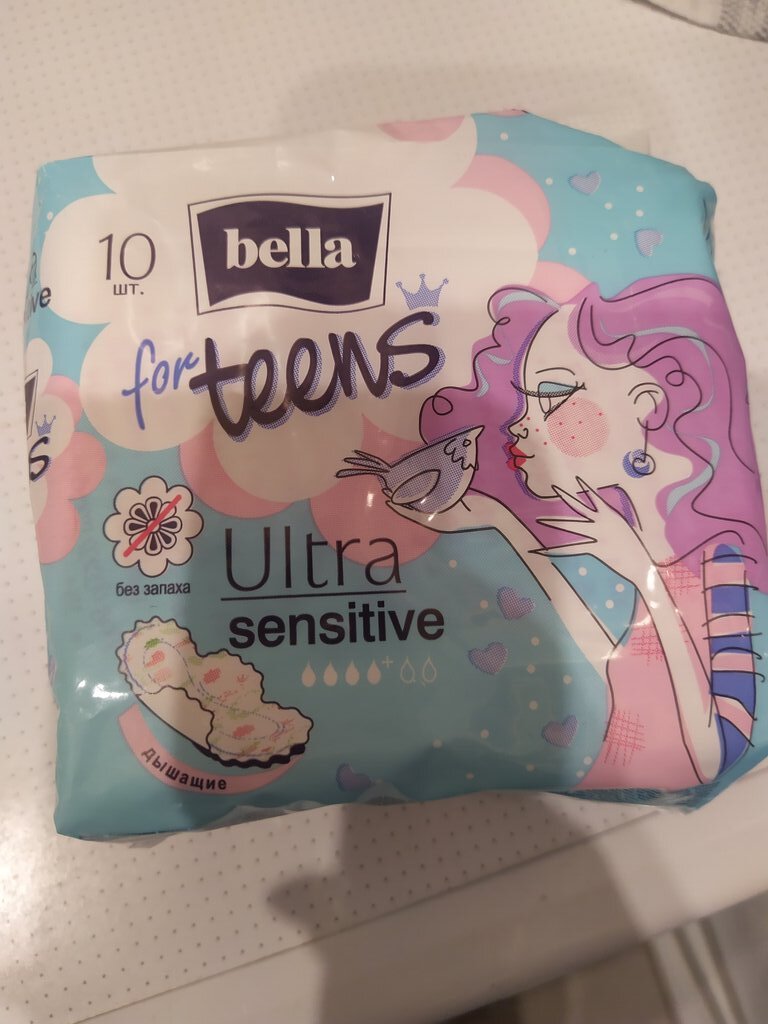 10
шт.
bella
for teens
Ultra
sensitive
без запаха
дышащие